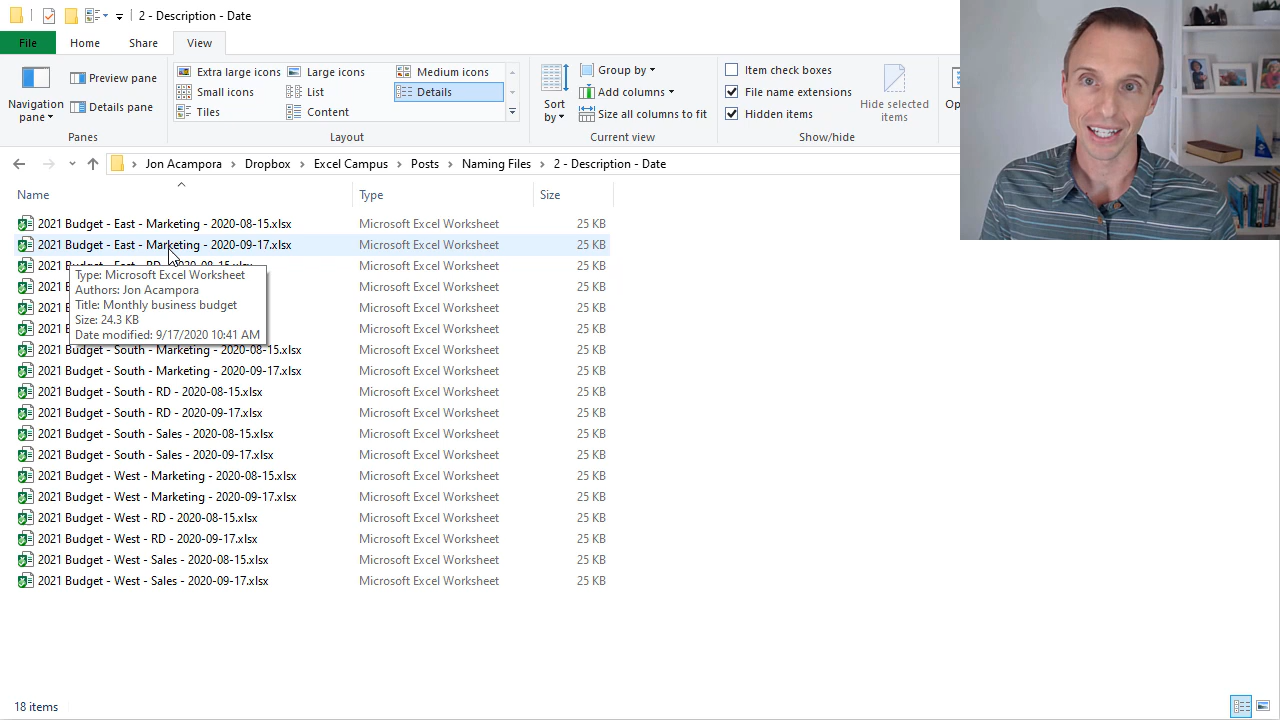 2 - Description - Date
File Home Share View
Navigation pane
Preview pane
Details pane
Panes
Extra large icons Large icons Medium icons
Small icons List Details
Tiles Content
Layout
Sort by
Group by
Add columns
Size all columns to fit
Current view
Item check boxes
File name extensions
Hidden items
Hide selected items
Show/hide
Jon Acampora Dropbox Excel Campus Posts Naming Files 2 - Description - Date
Name Type Size
2021 Budget - East - Marketing - 2020-08-15.xlsx Microsoft Excel Worksheet 25 KB
2021 Budget - East - Marketing - 2020-09-17.xlsx Microsoft Excel Worksheet 25 KB
2021 Budget - East - RD - 2020-08-15.xlsx Microsoft Excel Worksheet 25 KB
Type: Microsoft Excel Worksheet
Authors: Jon Acampora
Title: Monthly business budget
Size: 24.3 KB
Date modified: 9/17/2020 10:41 AM
Microsoft Excel Worksheet 25 KB
Microsoft Excel Worksheet 25 KB
Microsoft Excel Worksheet 25 KB
2021 Budget - South - Marketing - 2020-08-15.xlsx Microsoft Excel Worksheet 25 KB
2021 Budget - South - Marketing - 2020-09-17.xlsx Microsoft Excel Worksheet 25 KB
2021 Budget - South - RD - 2020-08-15.xlsx Microsoft Excel Worksheet 25 KB
2021 Budget - South - RD - 2020-09-17.xlsx Microsoft Excel Worksheet 25 KB
2021 Budget - South - Sales - 2020-08-15.xlsx Microsoft Excel Worksheet 25 KB
2021 Budget - South - Sales - 2020-09-17.xlsx Microsoft Excel Worksheet 25 KB
2021 Budget - West - Marketing - 2020-08-15.xlsx Microsoft Excel Worksheet 25 KB
2021 Budget - West - Marketing - 2020-09-17.xlsx Microsoft Excel Worksheet 25 KB
2021 Budget - West - RD - 2020-08-15.xlsx Microsoft Excel Worksheet 25 KB
2021 Budget - West - RD - 2020-09-17.xlsx Microsoft Excel Worksheet 25 KB
2021 Budget - West - Sales - 2020-08-15.xlsx Microsoft Excel Worksheet 25 KB
2021 Budget - West - Sales - 2020-09-17.xlsx Microsoft Excel Worksheet 25 KB
18 items